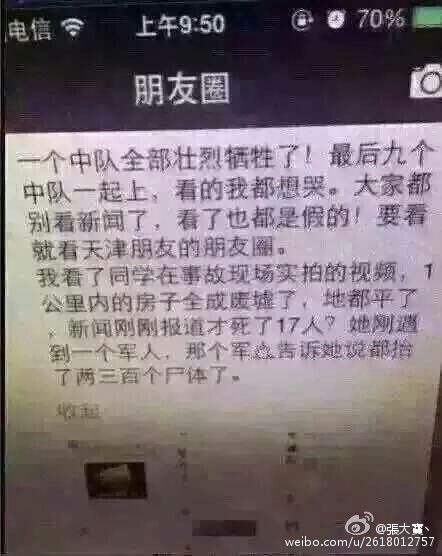 电信 上午9:50 70%
朋友圈
一个中队全部壮烈牺牲了！最后九个
中队一起上，看的我都想哭。大家都
别看新闻了，看了也都是假的！要看
就看天津朋友的朋友圈。
我看了同学在事故现场实拍的视频，1
公里内的房子全成废墟了，地都平了
，新闻刚刚报道才死了17人？她刚遇
到一个军人，那个军 告诉她说都抬
了两三百个尸体了。
收起
@張大寶丶
weibo.com/u/2618012757